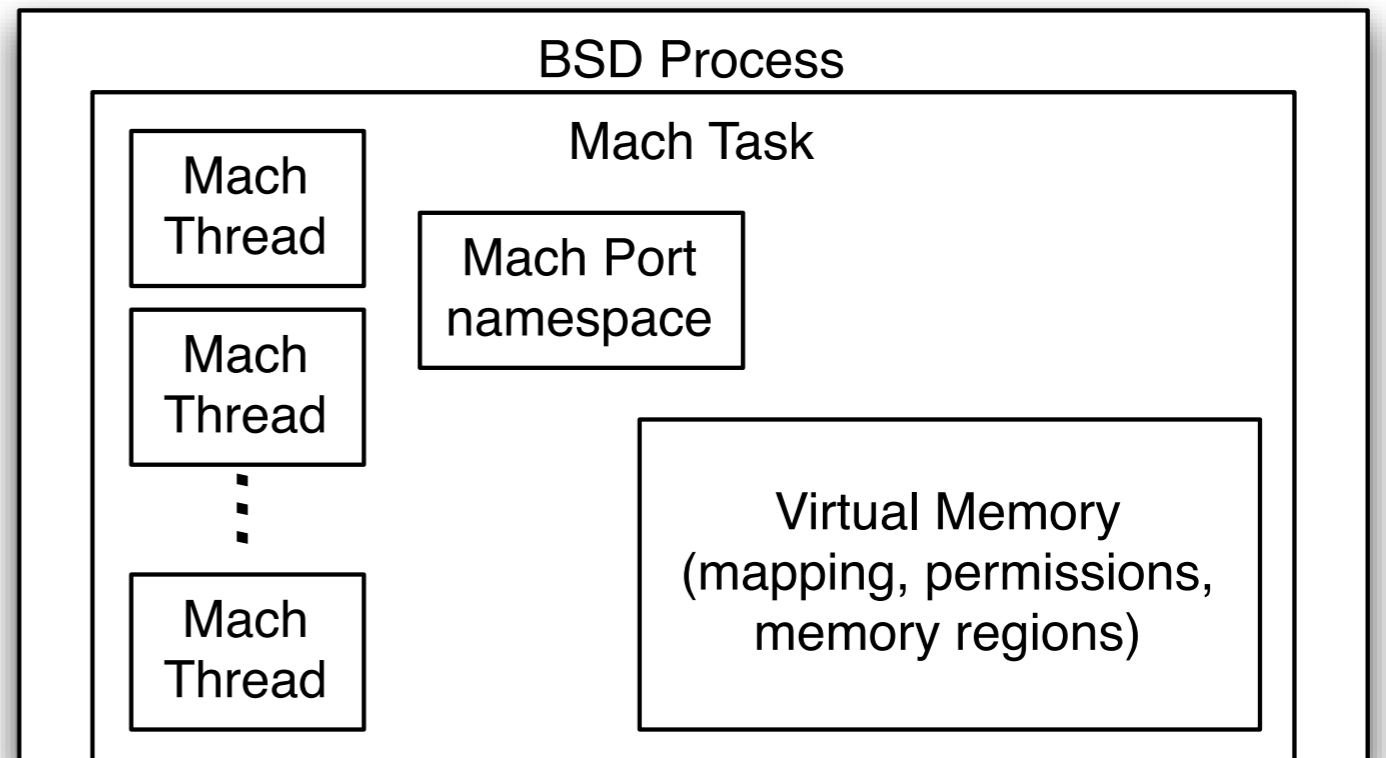 BSD Process
Mach Task
Mach
Thread
Mach Port
namespace
Mach
Thread
Virtual Memory
(mapping, permissions,
memory regions)
Mach
Thread